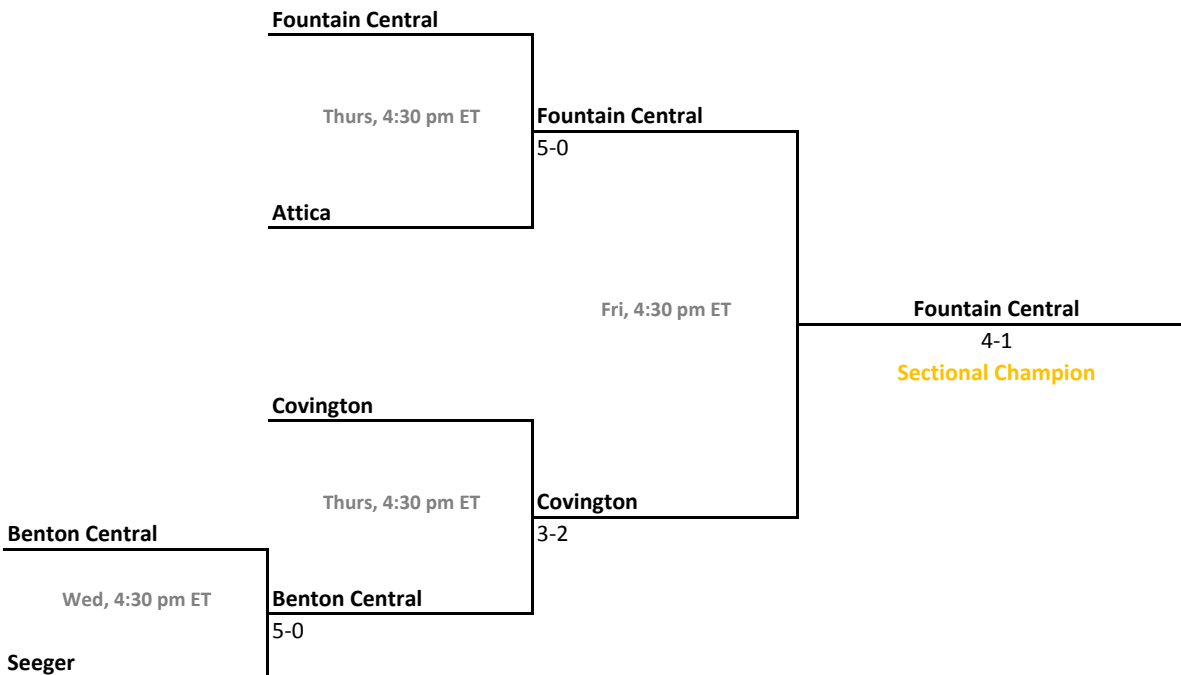 Fountain Central
Thurs, 4:30 pm ET
Fountain Central
5-0
Attica
Fri, 4:30 pm ET
Fountain Central
4-1
Sectional Champion
Covington
Thurs, 4:30 pm ET
Covington
3-2
Benton Central
Wed, 4:30 pm ET
Benton Central
5-0
Seeger